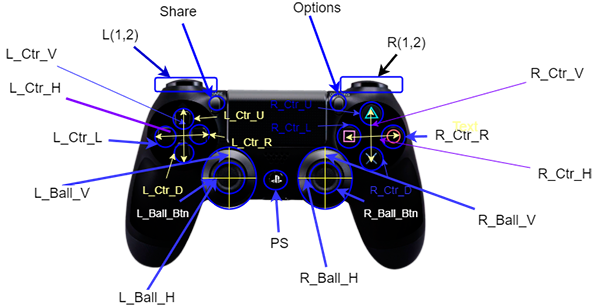 Share
Options
L(1,2)
R(1,2)
L_Ctr_V
R_Ctr_V
L_Ctr_H
R_Ctr_U
L_Ctr_U
R_Ctr_L
Text
L_Ctr_L
L_Ctr_R
R_Ctr_R
R_Ctr_H
L_Ball_V
L_Ctr_D
R_Ctr_D
L_Ball_Btn
R_Ball_Btn
R_Ball_V
PS
R_Ball_H
L_Ball_H